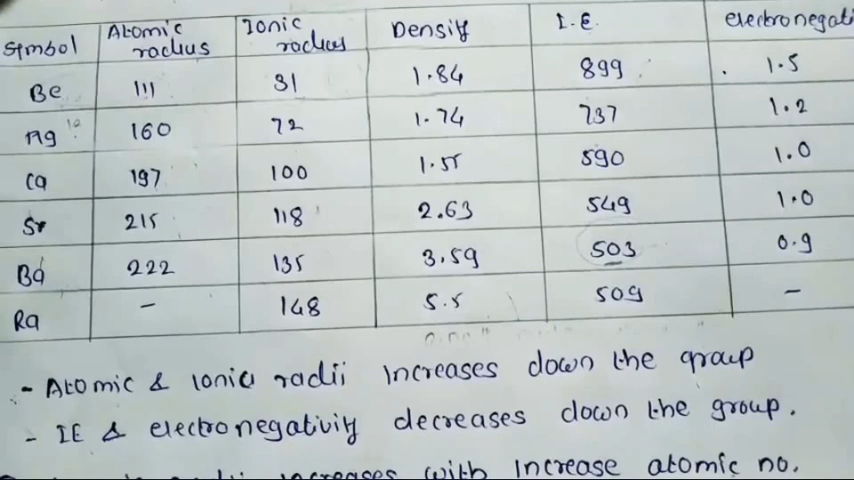 Symbol Atomic radius Ionic radius Density I.E. electronegati
Be 111 31 1.84 899 1.5
Mg 160 72 1.74 737 1.2
Ca 197 100 1.55 590 1.0
Sr 215 118 2.63 549 1.0
Ba 222 135 3.59 503 0.9
Ra – 148 5.5 509 –
- Atomic & Ionic radii increases down the group
- IE & electronegativity decreases down the group.
increases with increase atomic no.